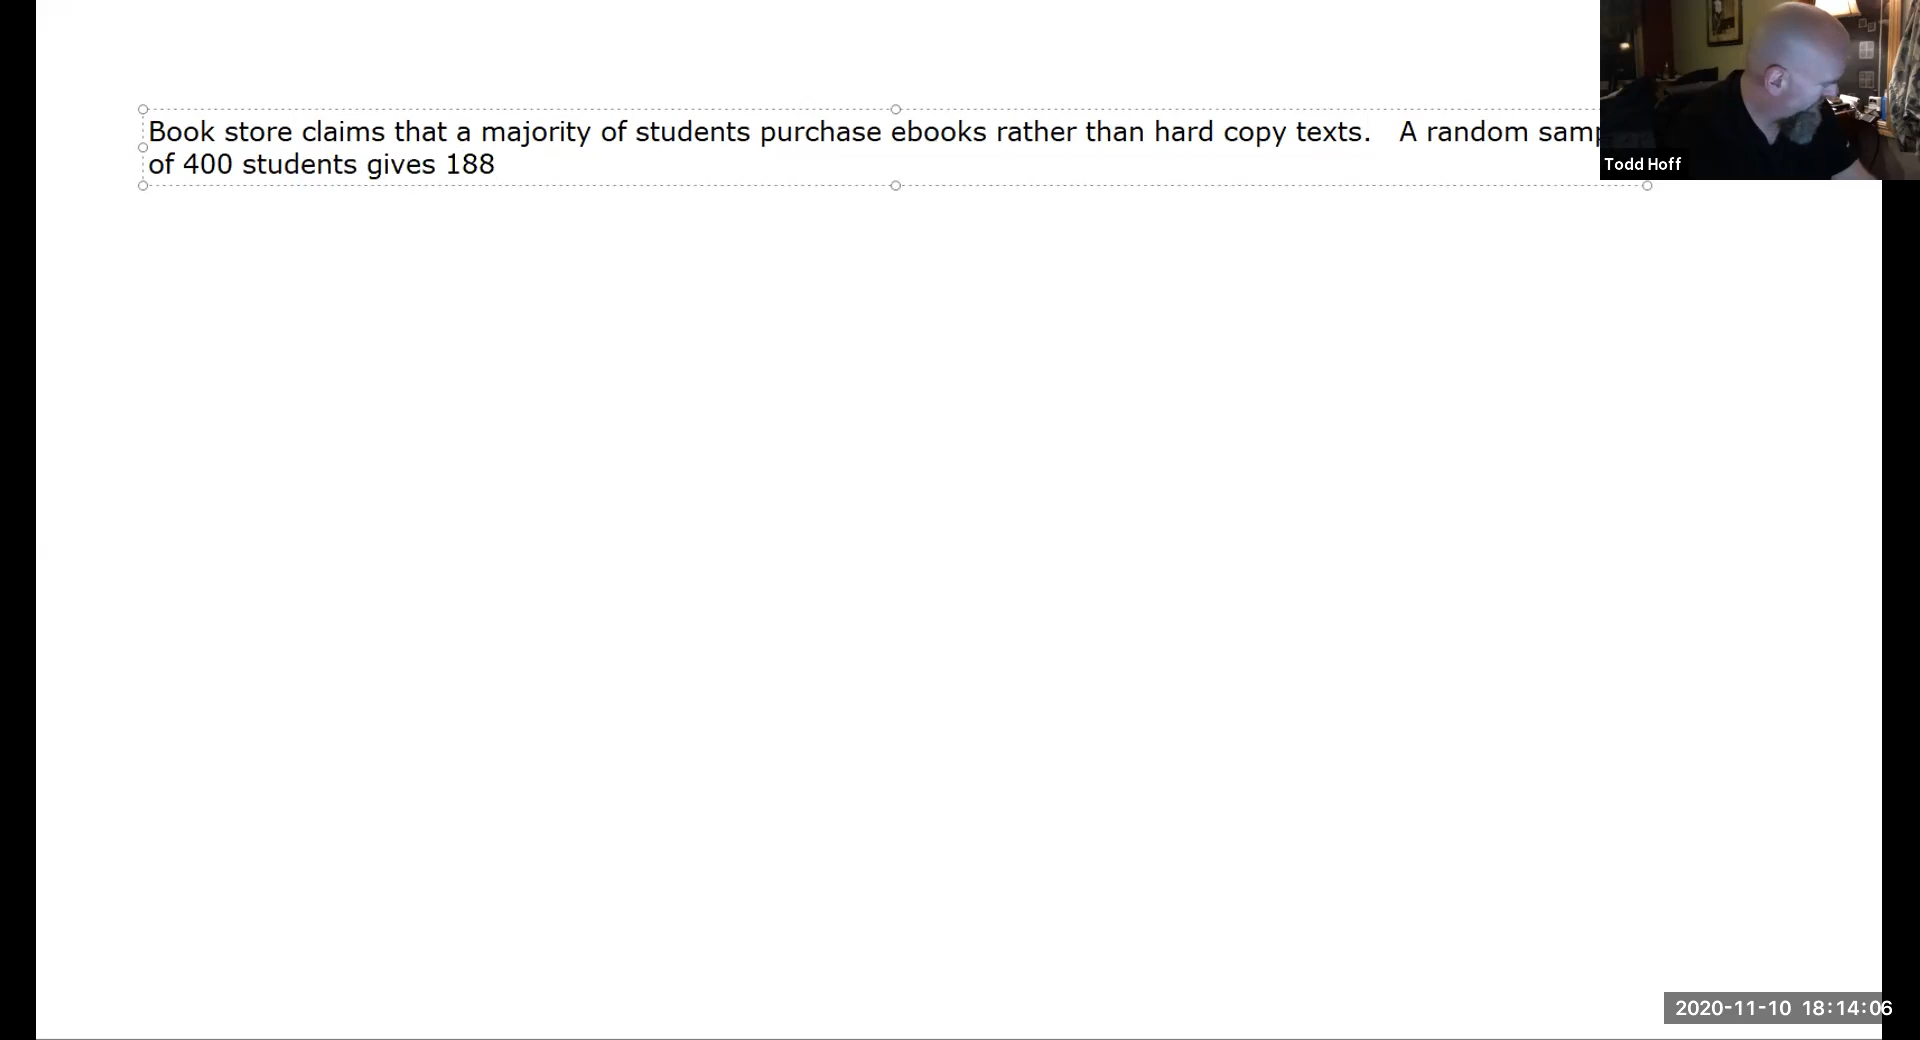 Book store claims that a majority of students purchase ebooks rather than hard copy texts. A random
of 400 students gives 188
Todd Hoff
2020-11-10 18:14:06